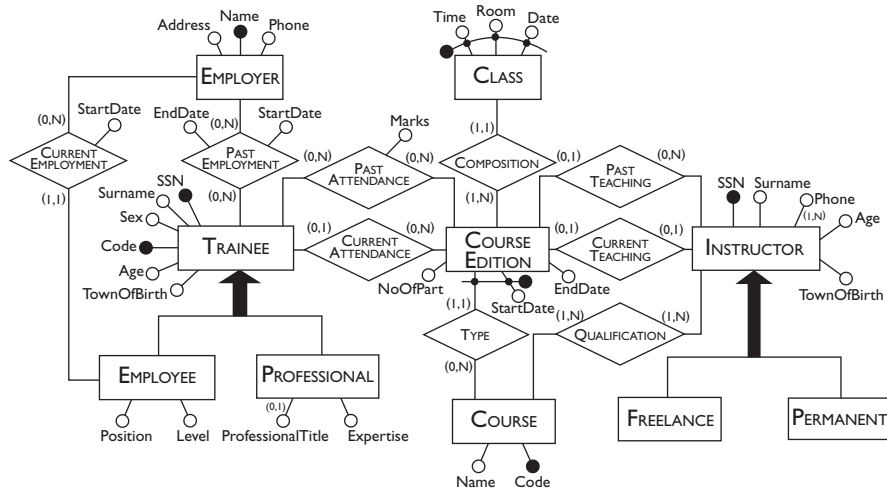 Name
Address
Phone
EMPLOYER
Time
Room
Date
CLASS
(0,N)
StartDate
CURRENT
EMPLOYMENT
(1,1)
EndDate
(0,N)
StartDate
PAST
EMPLOYMENT
(0,N)
Marks
(0,N)
PAST
ATTENDANCE
(0,N)
(1,1)
COMPOSITION
(1,N)
(0,1)
PAST
TEACHING
(0,N)
SSN
Surname
Sex
Code
Age
TownOfBirth
TRAINEE
(0,1)
CURRENT
ATTENDANCE
(0,N)
COURSE
EDITION
(0,1)
CURRENT
TEACHING
(0,1)
SSN
Surname
Phone
(1,N)
Age
INSTRUCTOR
TownOfBirth
NoOfPart
StartDate
EndDate
(1,1)
TYPE
(0,N)
(1,N)
QUALIFICATION
(1,N)
EMPLOYEE
Position
Level
PROFESSIONAL
(0,1)
ProfessionalTitle
Expertise
COURSE
Name
Code
FREELANCE
PERMANENT